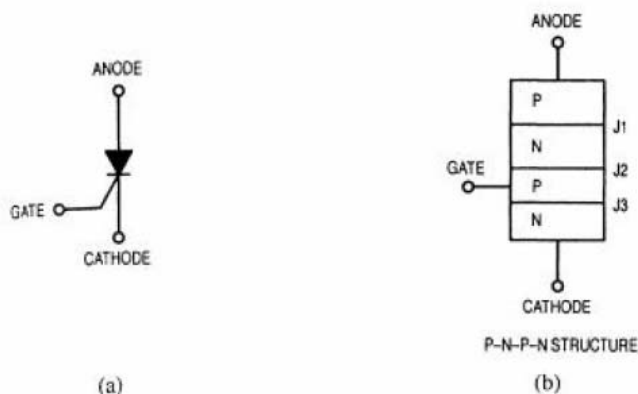 ANODE
GATE
CATHODE
(a)
ANODE
P
J1
N
J2
GATE
P
J3
N
CATHODE
P-N-P-N STRUCTURE
(b)